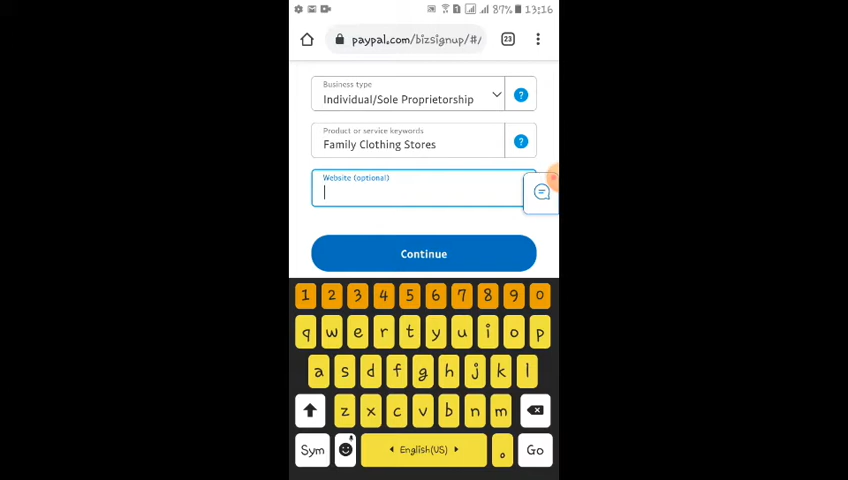 87% 13:16
paypal.com/bizsignup/#/ 23
Business type
Individual/Sole Proprietorship
?
Product or service keywords
Family Clothing Stores
?
Website (optional)
Continue
1 2 3 4 5 6 7 8 9 0
q w e r t y u i o p
a s d f g h j k l
z x c v b n m
Sym English(US) . Go